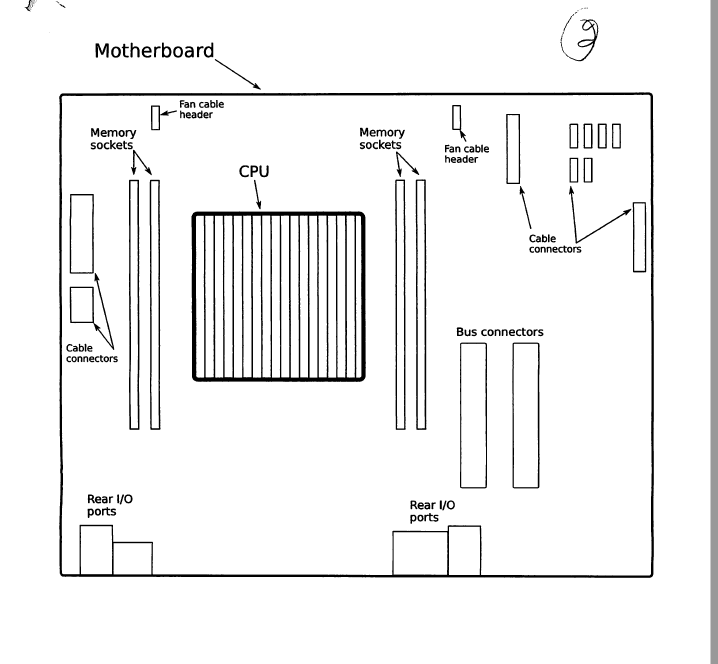 2
Motherboard
Fan cable
header
Memory
sockets
Memory
sockets
Fan cable
header
CPU
Cable
connectors
Bus connectors
Cable
connectors
Rear I/O
ports
Rear I/O
ports